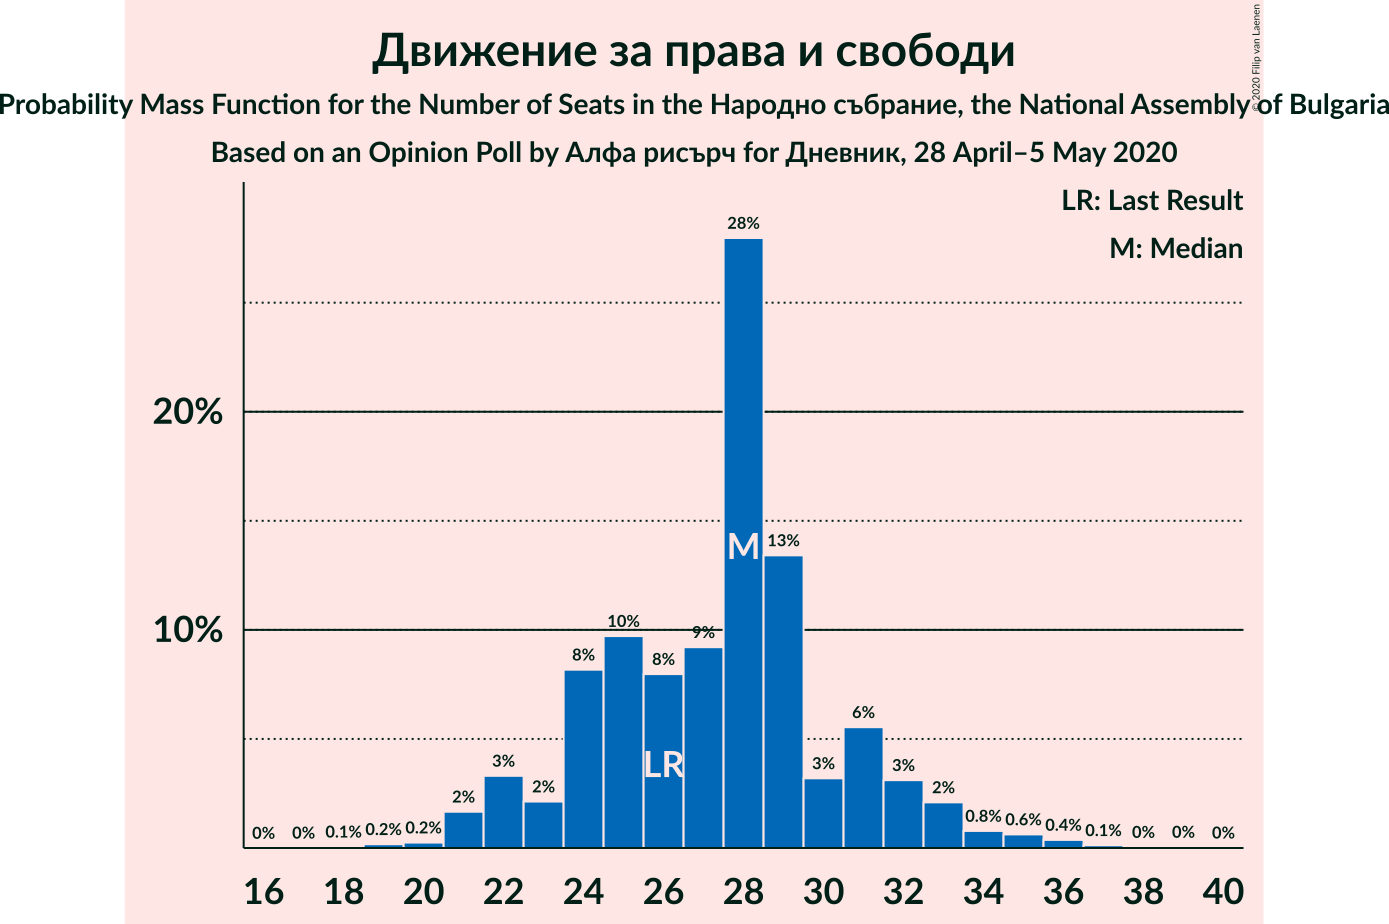 Движение за права и свободи
Probability Mass Function for the Number of Seats in the Народно събрание, the National Assembly of Bulgaria
Based on an Opinion Poll by Алфа рисърч for Дневник, 28 April–5 May 2020
© 2020 Filip van Laenen
LR: Last Result
M: Median
28%
20%
M 13%
10%
10% 9%
8% 8%
6%
LR
3% 3% 3%
2% 2% 2%
0% 0% 0.1% 0.2% 0.2% 0.8% 0.6% 0.4% 0.1% 0% 0% 0%
16 18 20 22 24 26 28 30 32 34 36 38 40